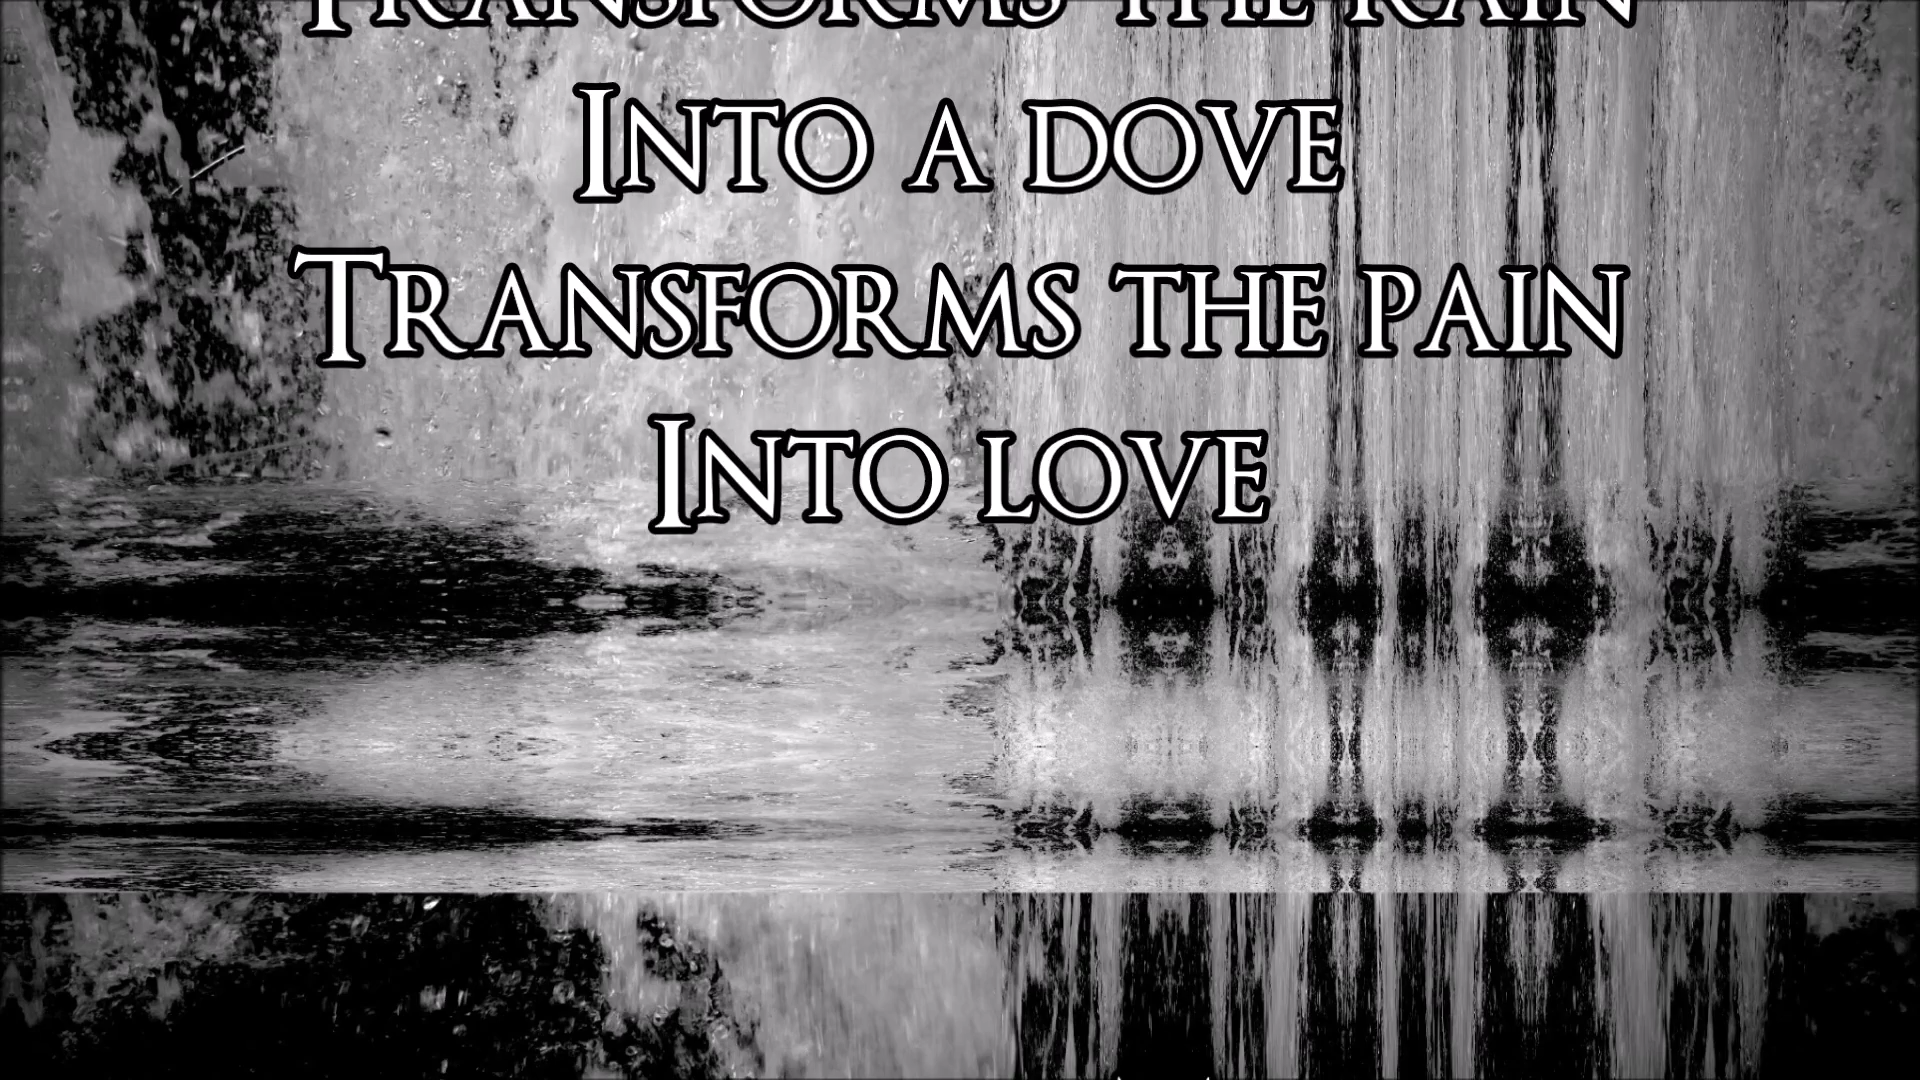 Transforms the rain
Into a dove
Transforms the pain
Into love